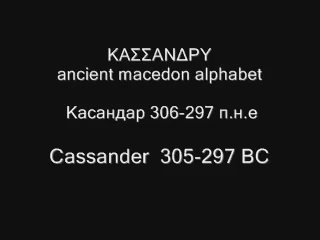 ΚΑΣΣΑΝΔΡΥ
ancient macedon alphabet
Касандар 306-297 п.н.е
Cassander 305-297 BC